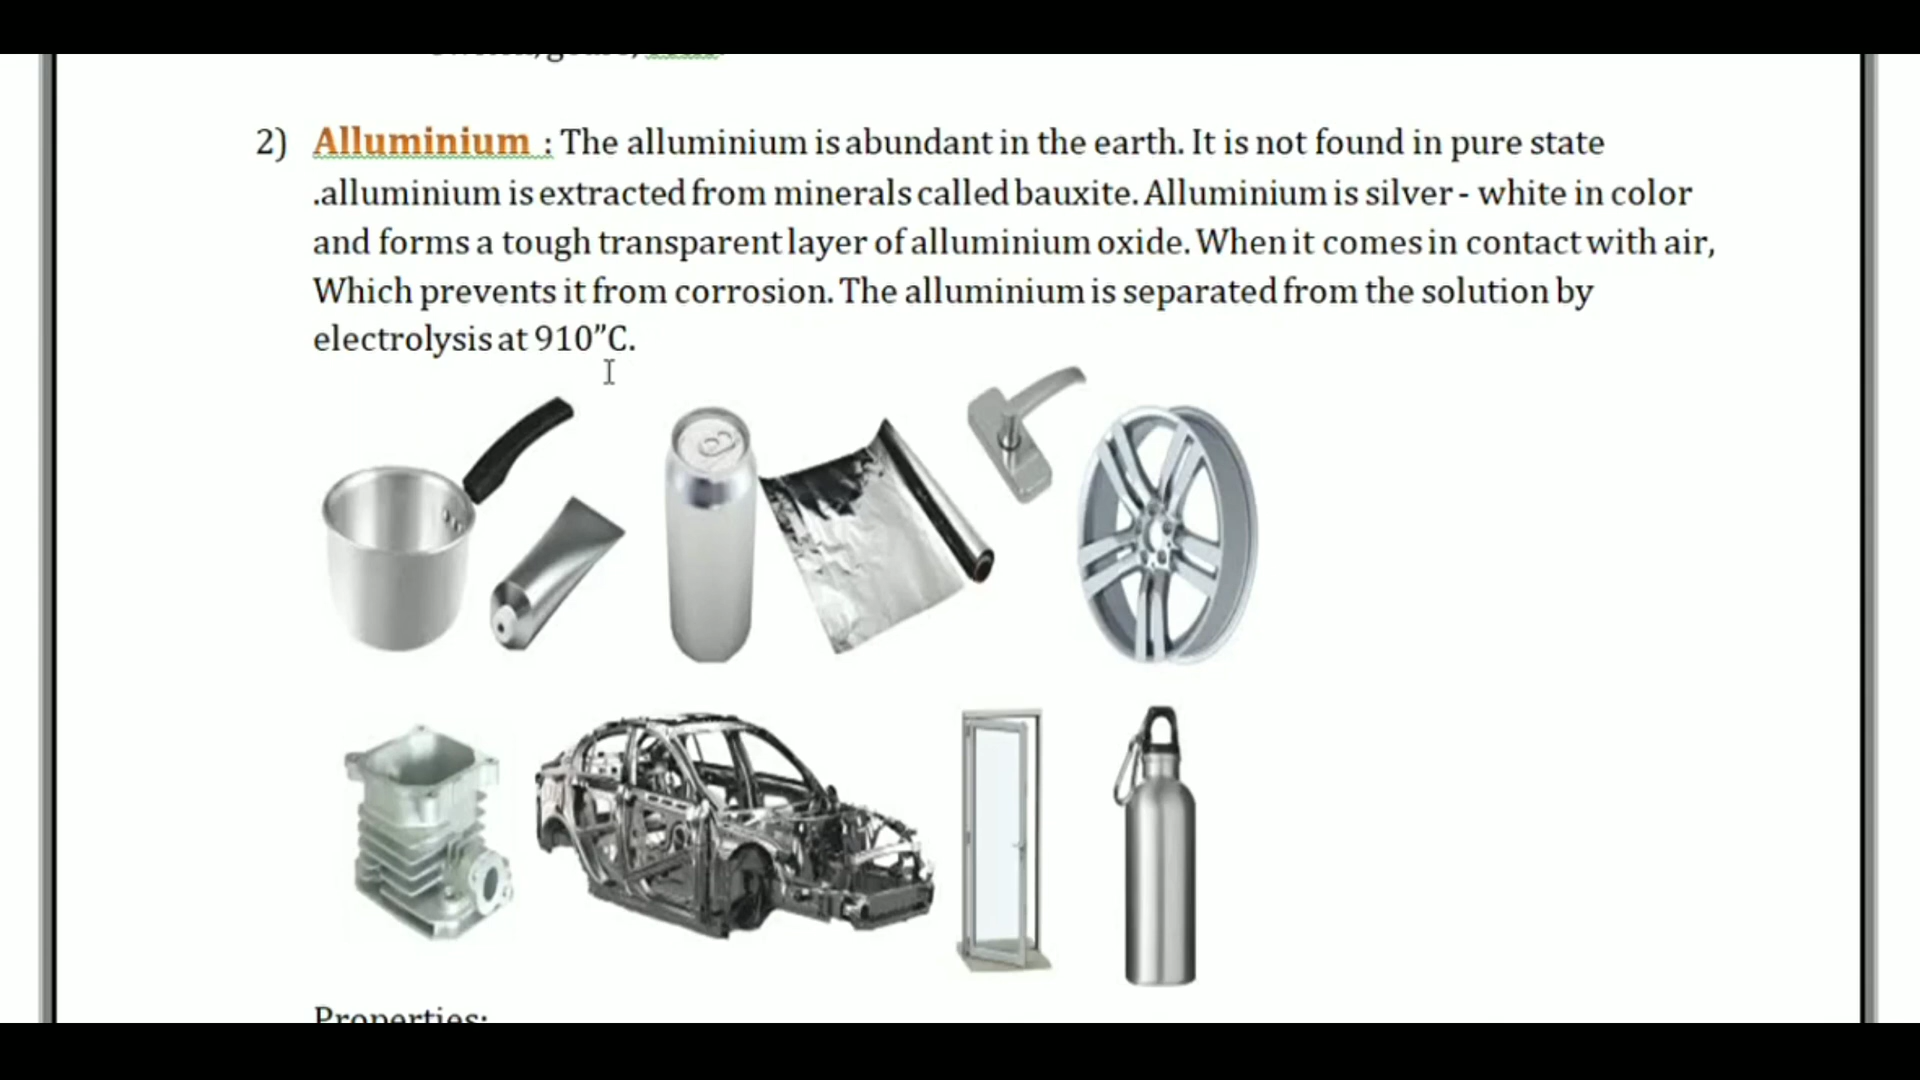 2) Alluminium : The alluminium is abundant in the earth. It is not found in pure state
.alluminium is extracted from minerals called bauxite. Alluminium is silver - white in color
and forms a tough transparent layer of alluminium oxide. When it comes in contact with air,
Which prevents it from corrosion. The alluminium is separated from the solution by
electrolysis at 910”C.
Properties: